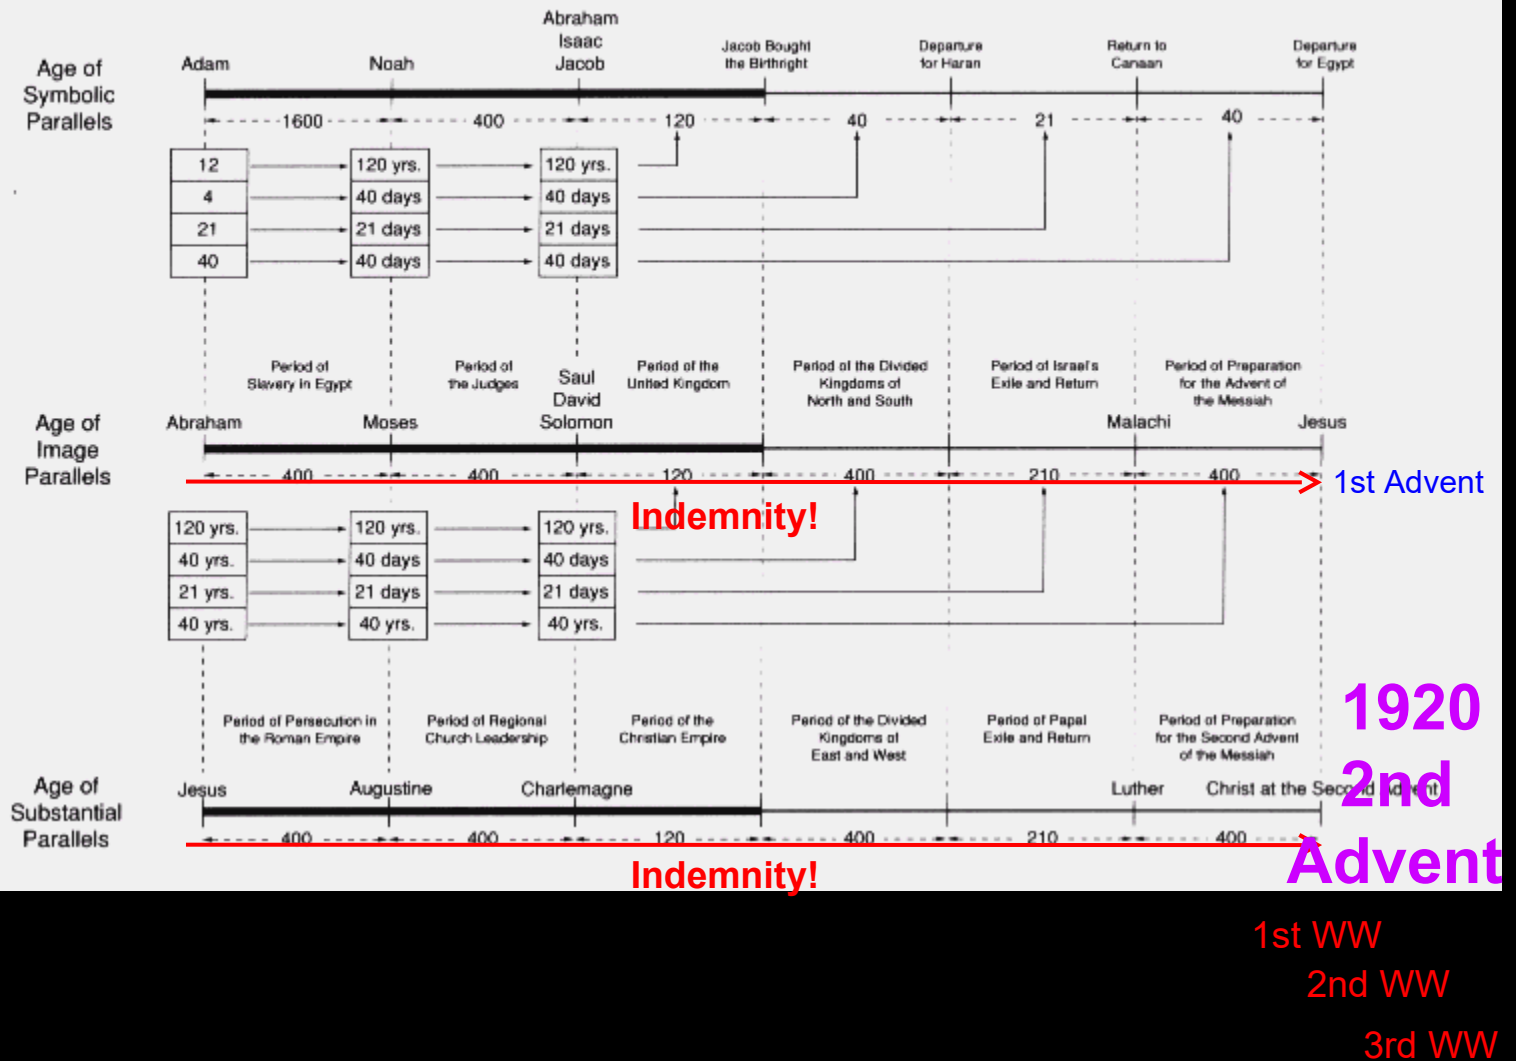 Abraham
Isaac
Jacob
Adam
Noah
Jacob Bought
the Birthright
Departure
for Haran
Return to
Canaan
Departure
for Egypt
Age of
Symbolic
Parallels
1600 400 120 40 21 40
12 120 yrs. 120 yrs.
4 40 days 40 days
21 21 days 21 days
40 40 days 40 days
Period of
Slavery in Egypt
Period of
the Judges
Saul
David
Solomon
Period of the
United Kingdom
Period of the Divided
Kingdoms of
North and South
Period of Israel's
Exile and Return
Period of Preparation
for the Advent of
the Messiah
Age of
Image
Parallels
Abraham
Moses
Malachi
Jesus
400 400 120 400 210 400
1st Advent
Indemnity!
120 yrs. 120 yrs. 120 yrs.
40 yrs. 40 days 40 days
21 yrs. 21 days 21 days
40 yrs. 40 yrs. 40 yrs.
Period of Persecution in
the Roman Empire
Period of Regional
Church Leadership
Period of the
Christian Empire
Period of the Divided
Kingdoms of
East and West
Period of Papal
Exile and Return
Period of Preparation
for the Second Advent
of the Messiah
1920
2nd
Advent
Age of
Substantial
Parallels
Jesus
Augustine
Charlemagne
Luther
Christ at the Second Advent
400 400 120 400 210 400
Indemnity!
1st WW
2nd WW
3rd WW